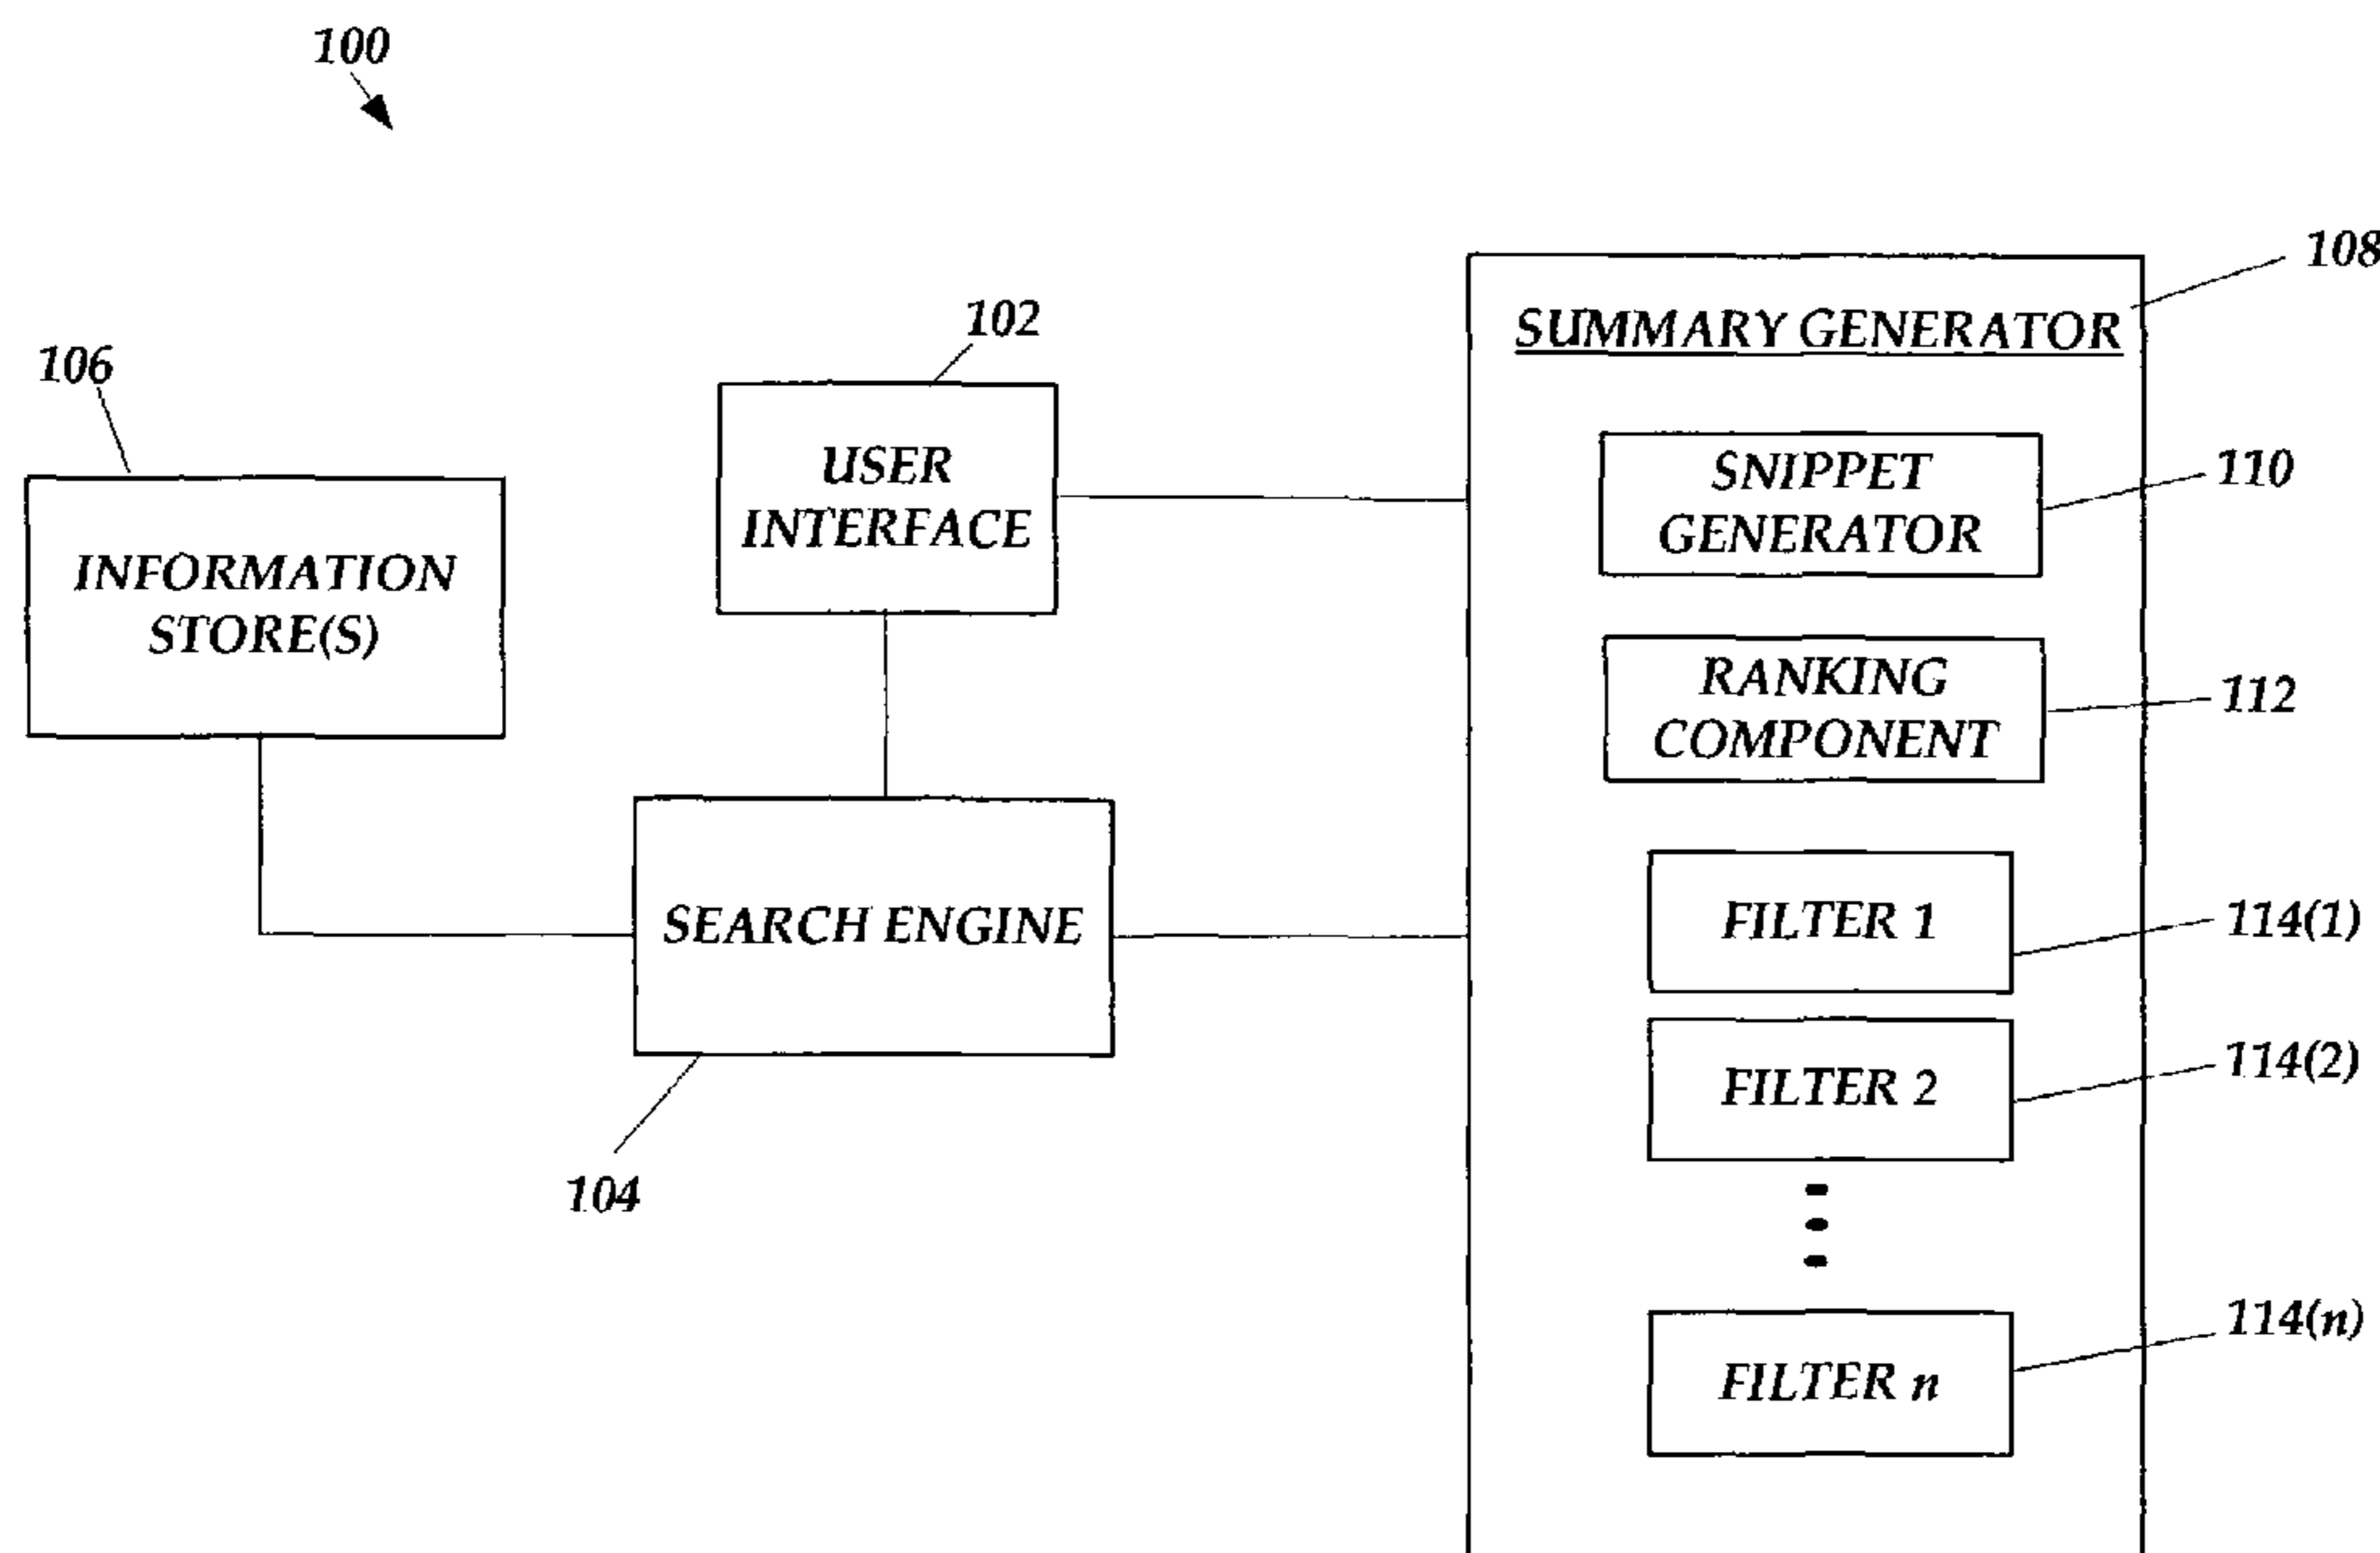 100
108
SUMMARY GENERATOR
102
106
USER
INTERFACE
SNIPPET
GENERATOR
110
INFORMATION
STORE(S)
RANKING
COMPONENT
112
SEARCH ENGINE
FILTER 1
114(1)
FILTER 2
114(2)
104
FILTER n
114(n)